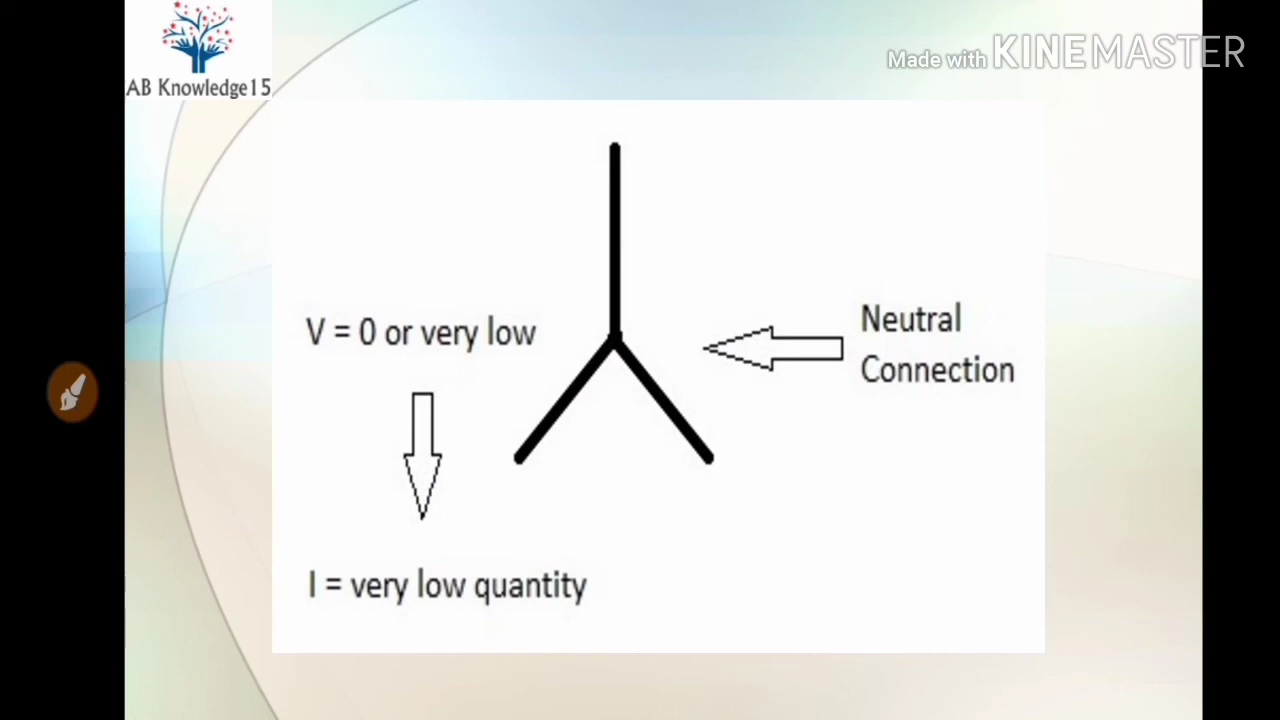 AB Knowledge15
Made with KINEMASTER
V = 0 or very low
Neutral
Connection
I = very low quantity